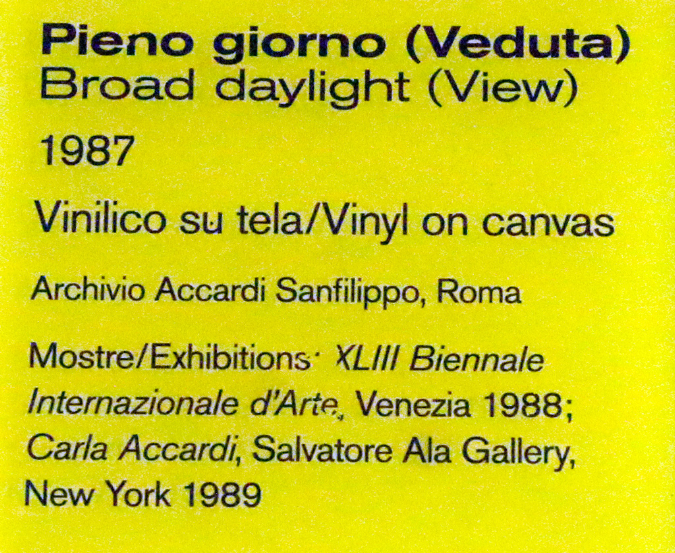 Pieno giorno (Veduta)
Broad daylight (View)
1987
Vinilico su tela/Vinyl on canvas
Archivio Accardi Sanfilippo, Roma
Mostre/Exhibitions: XLIII Biennale
Internazionale d'Arte, Venezia 1988;
Carla Accardi, Salvatore Ala Gallery,
New York 1989